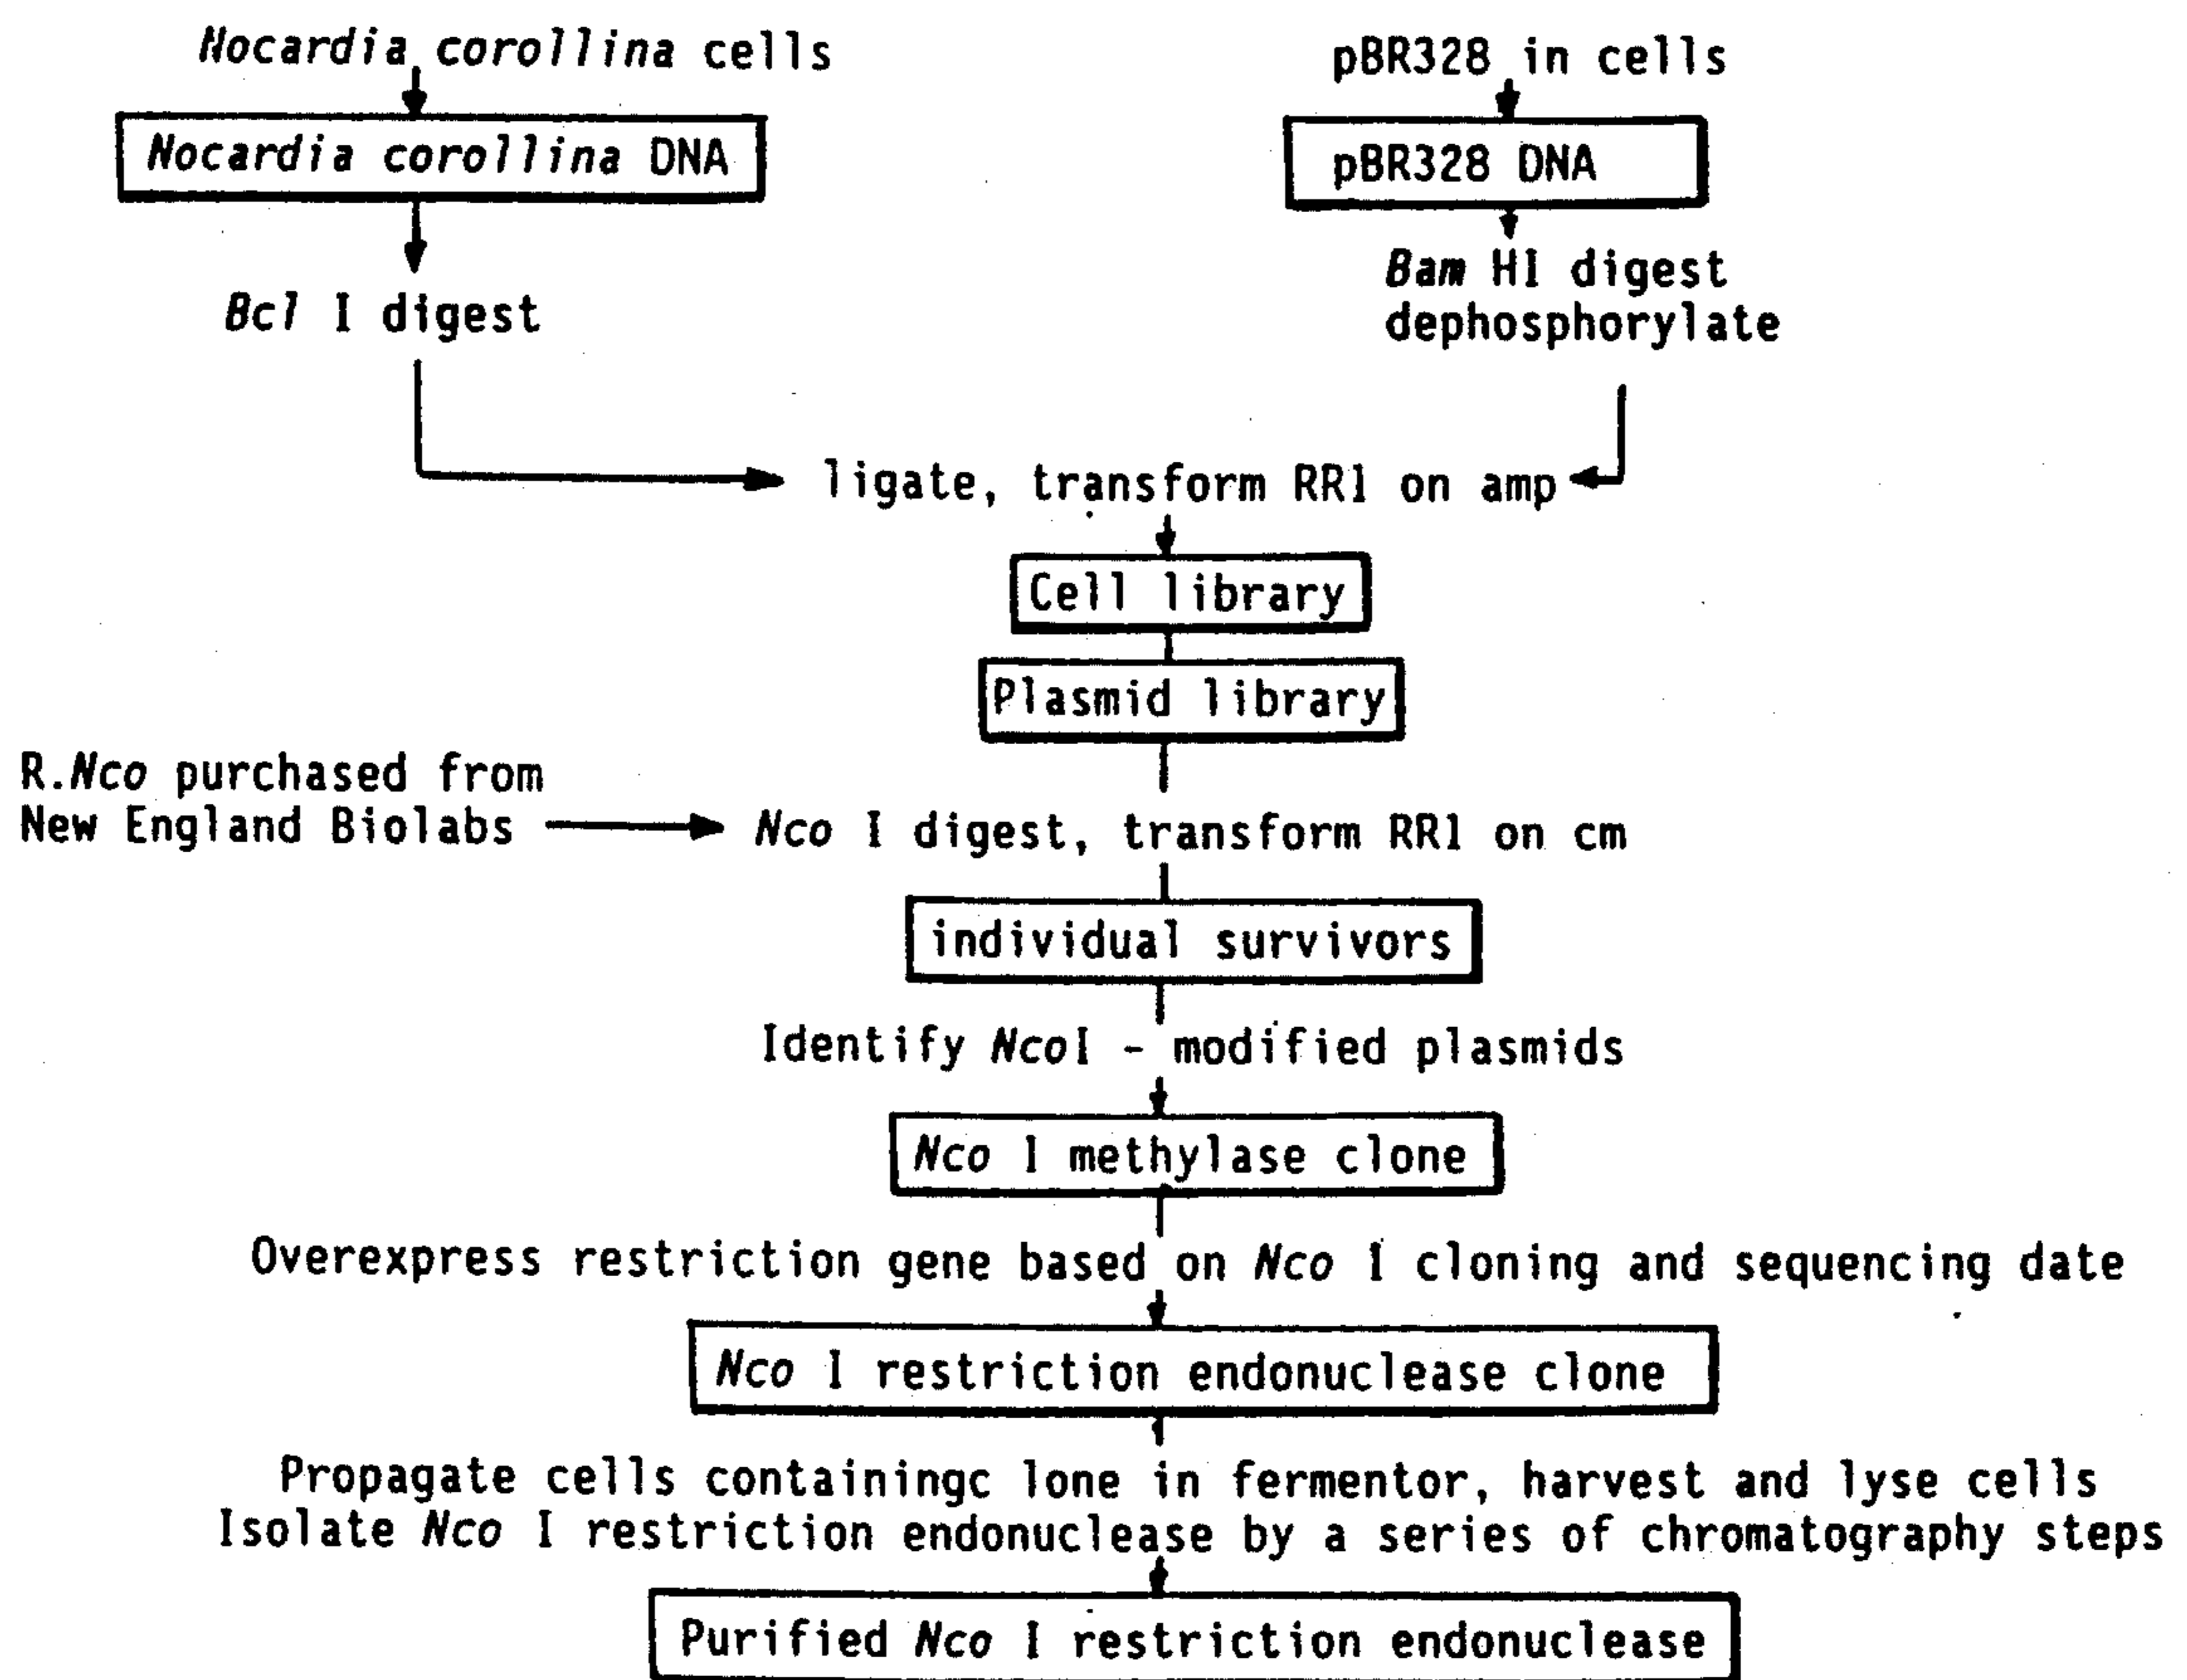 Nocardia corollina cells
pBR328 in cells
Nocardia corollina DNA
pBR328 DNA
Bcl I digest
Bam HI digest
dephosphorylate
ligate, transform RR1 on amp
Cell library
Plasmid library
R.Nco purchased from
New England Biolabs
Nco I digest, transform RR1 on cm
individual survivors
Identify NcoI - modified plasmids
Nco I methylase clone
Overexpress restriction gene based on Nco I cloning and sequencing date
Nco I restriction endonuclease clone
Propagate cells containingc lone in fermentor, harvest and lyse cells
Isolate Nco I restriction endonuclease by a series of chromatography steps
Purified Nco I restriction endonuclease